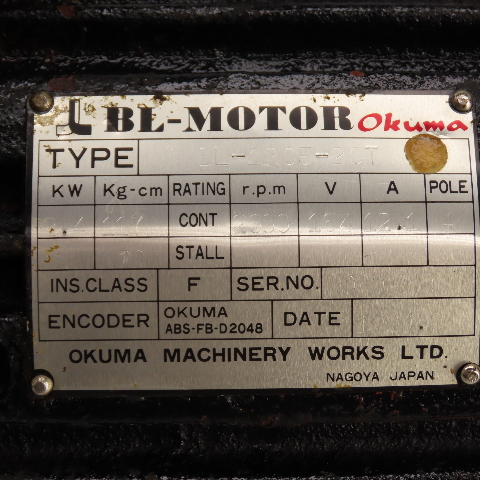 BL-MOTOR Okuma
TYPE
KW Kg-cm RATING r.p.m V A POLE
CONT
STALL
INS.CLASS F SER.NO.
ENCODER OKUMA ABS-FB-D2048 DATE
OKUMA MACHINERY WORKS LTD.
NAGOYA JAPAN